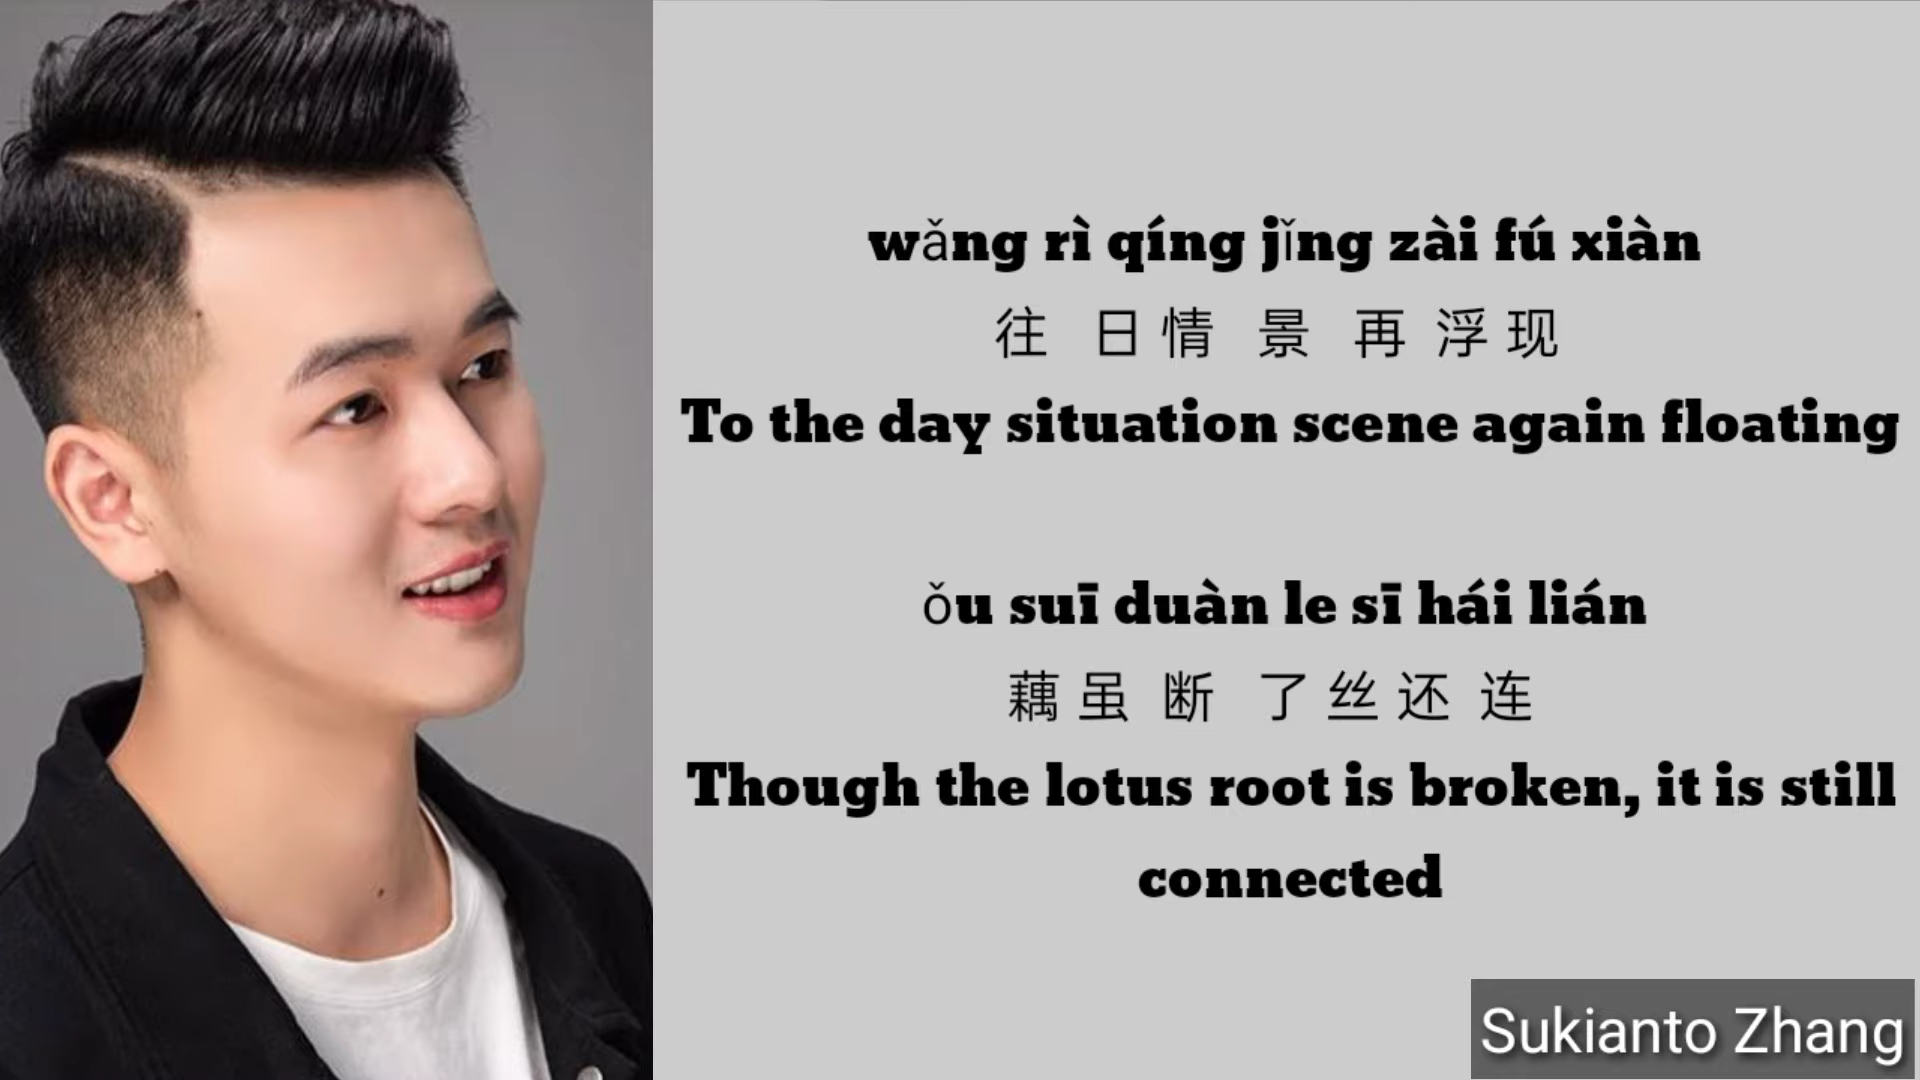 wǎng rì qíng jǐng zài fú xiàn
往 日 情 景 再 浮 现
To the day situation scene again floating
ǒu suī duàn le sī hái lián
藕 虽 断 了 丝 还 连
Though the lotus root is broken, it is still
connected
Sukianto Zhang